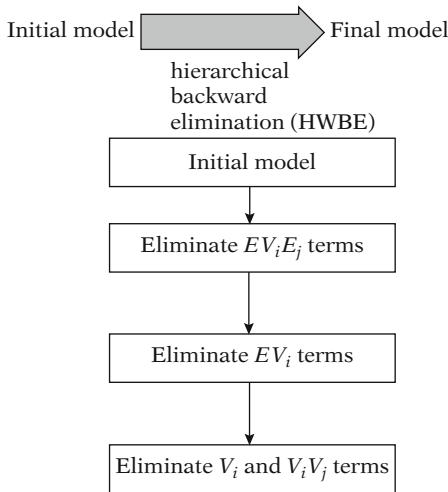 Initial model Final model
hierarchical
backward
elimination (HWBE)
Initial model
Eliminate EV_iE_j terms
Eliminate EV_i terms
Eliminate V_i and V_iV_j terms